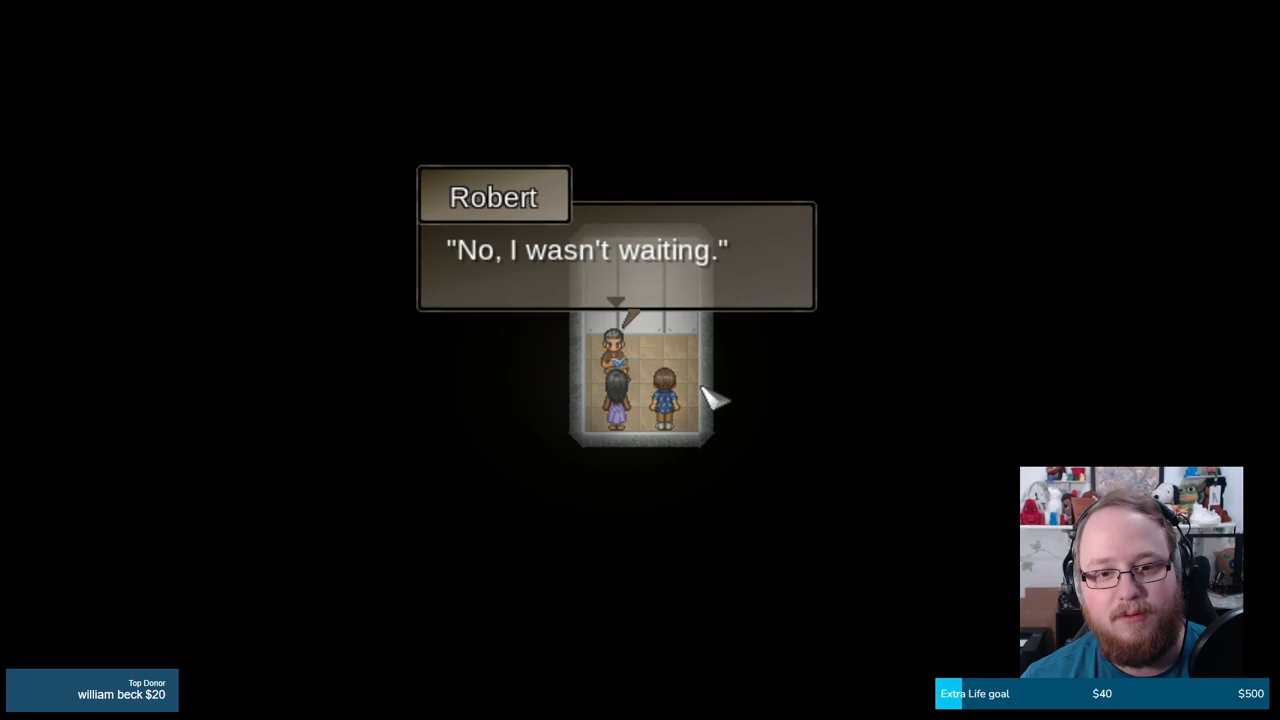 Robert
"No, I wasn't waiting."
Top Donor
william beck $20
Extra Life goal $40 $500